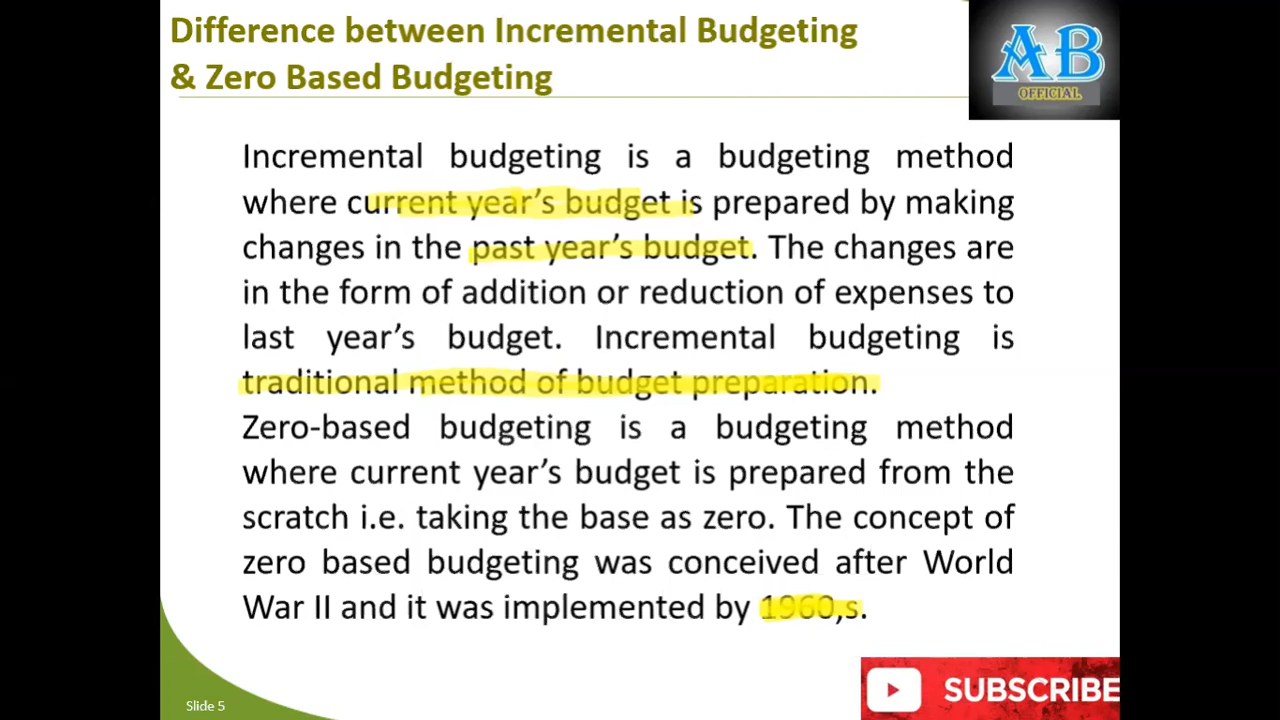 Difference between Incremental Budgeting
& Zero Based Budgeting
AB
OFFICIAL
Incremental budgeting is a budgeting method
where current year’s budget is prepared by making
changes in the past year’s budget. The changes are
in the form of addition or reduction of expenses to
last year’s budget. Incremental budgeting is
traditional method of budget preparation.
Zero-based budgeting is a budgeting method
where current year’s budget is prepared from the
scratch i.e. taking the base as zero. The concept of
zero based budgeting was conceived after World
War II and it was implemented by 1960,s.
Slide 5
SUBSCRIBE